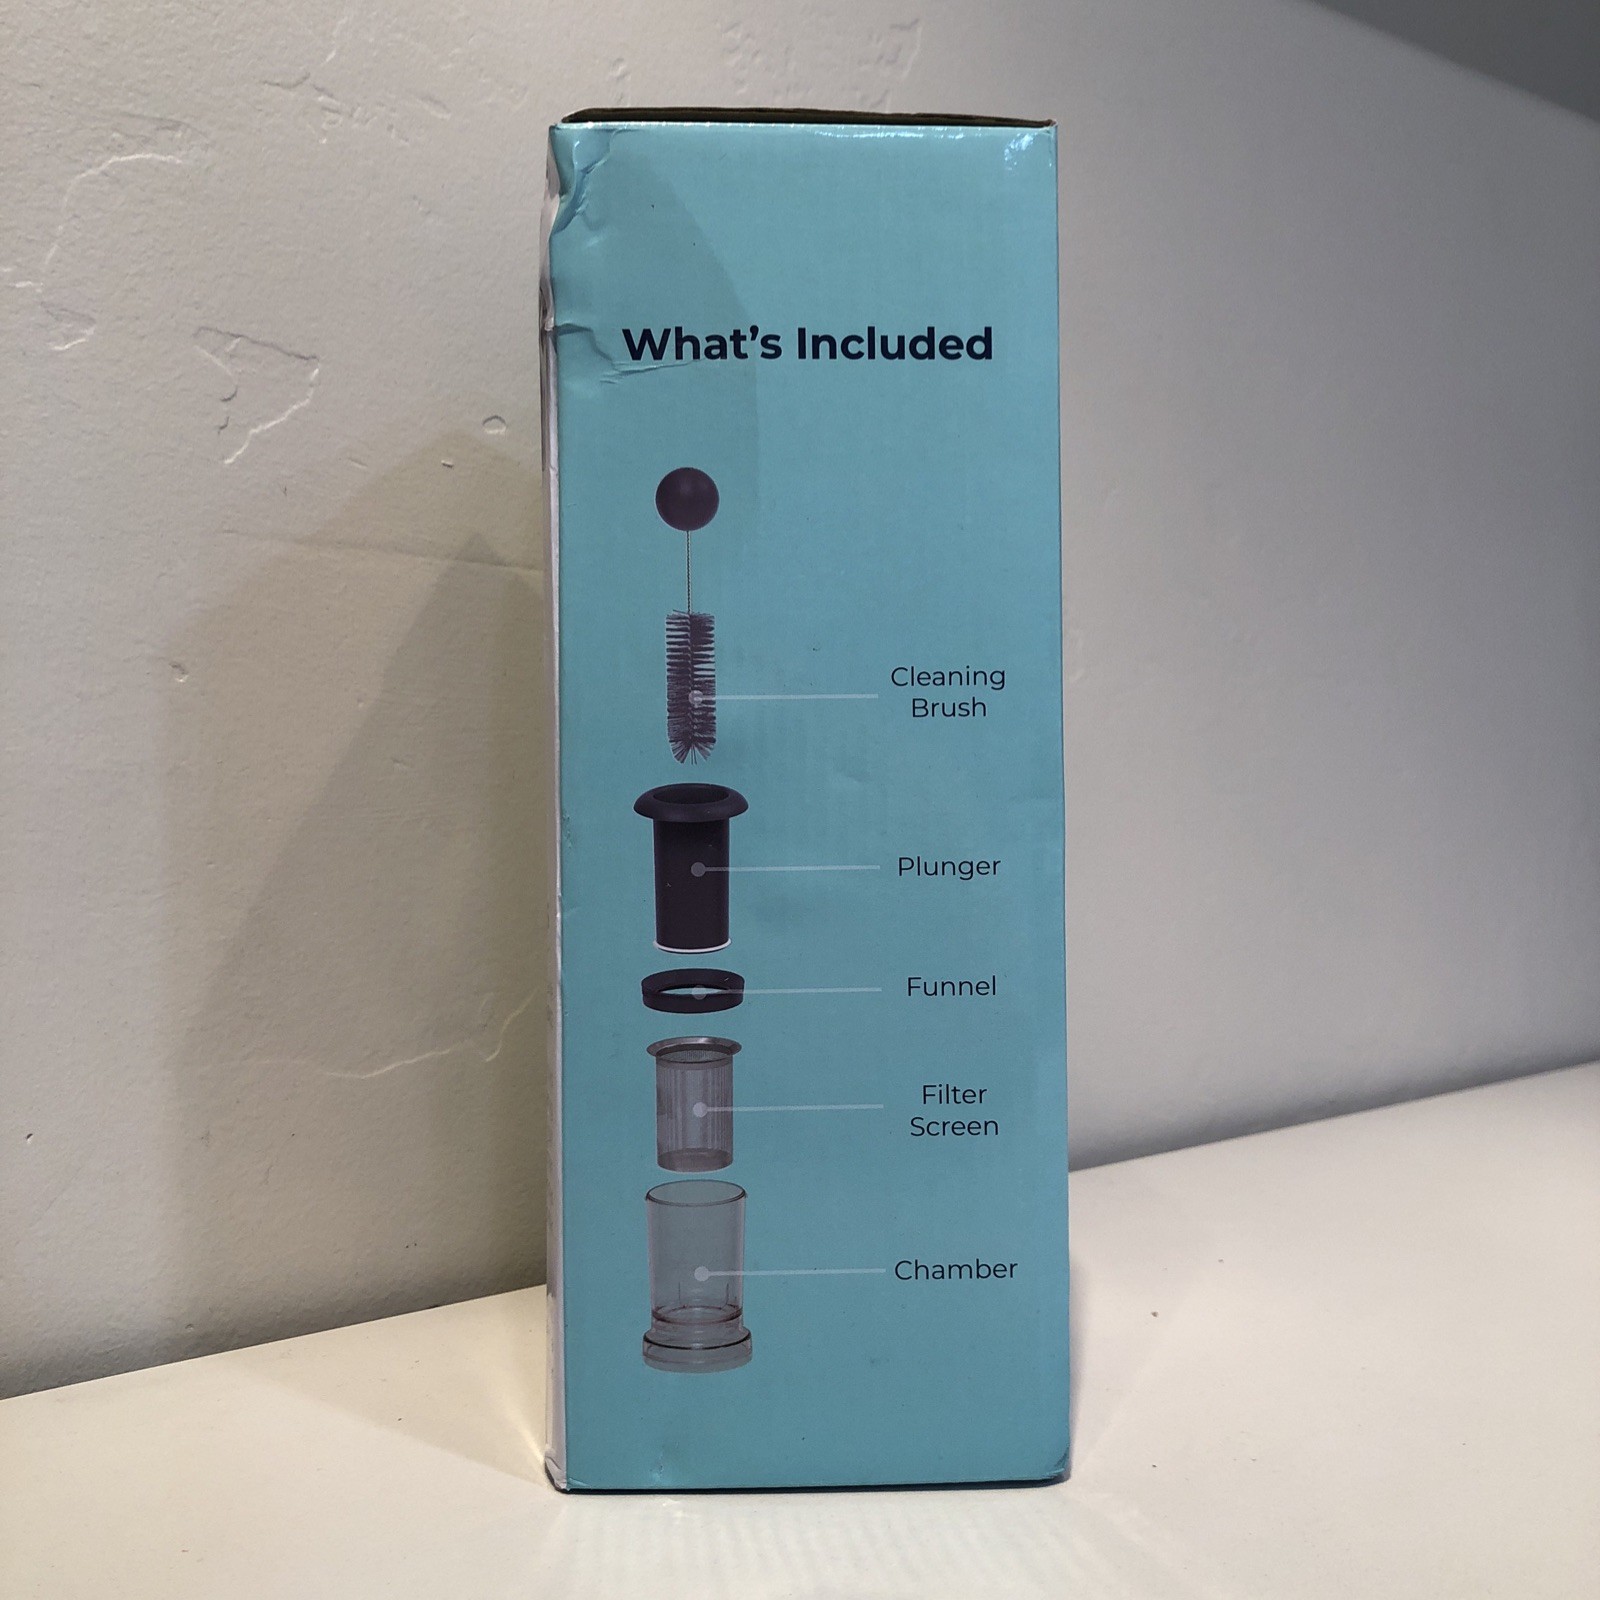 What's Included
Cleaning
Brush
Plunger
Funnel
Filter
Screen
Chamber